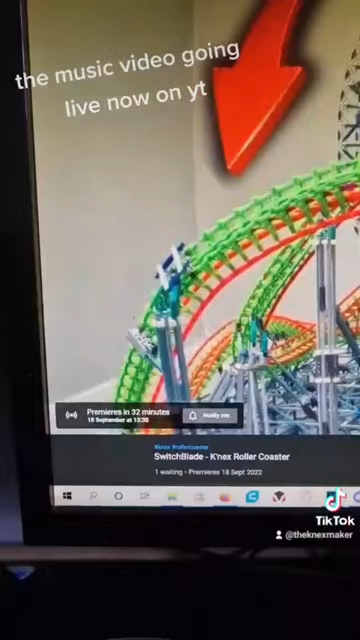 the music video going
live now on yt
Premieres in 32 minutes
18 September at 13:30
Notify me
#knex #rollercoaster
SwitchBlade - K'nex Roller Coaster
1 waiting • Premieres 18 Sept 2022
TikTok
@theknexmaker